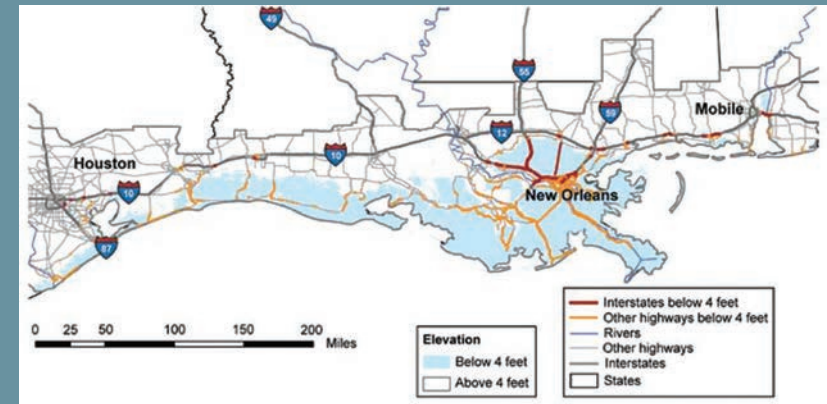 49
55
59
Mobile
12
Houston
10
10
New Orleans
87
0 25 50 100 150 200
Miles
Elevation
Below 4 feet
Above 4 feet
Interstates below 4 feet
Other highways below 4 feet
Rivers
Other highways
Interstates
States